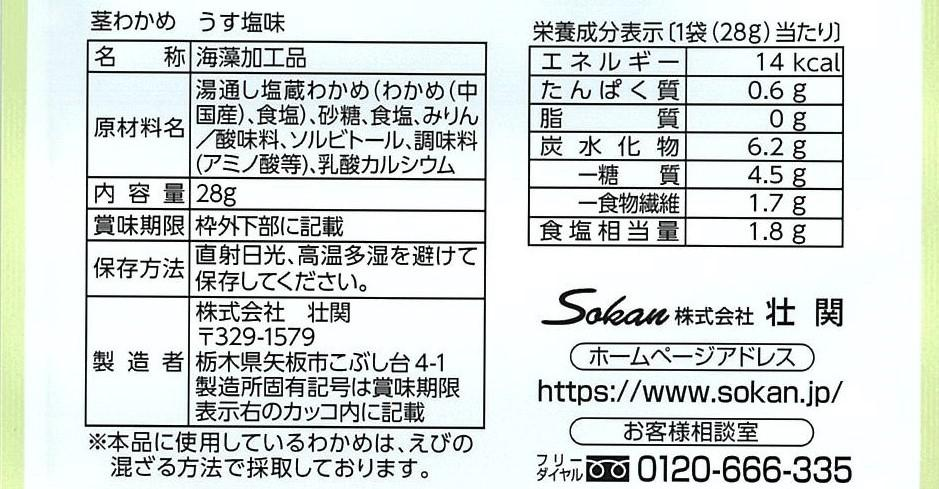 茎わかめ　うす塩味
名称 海藻加工品
原材料名 湯通し塩蔵わかめ(わかめ(中
国産)、食塩)、砂糖、食塩、みりん
／酸味料、ソルビトール、調味料
(アミノ酸等)、乳酸カルシウム
内容量 28g
賞味期限 枠外下部に記載
保存方法 直射日光、高温多湿を避けて
保存してください。
製造者 株式会社　壮関
〒329-1579
栃木県矢板市こぶし台4-1
製造所固有記号は賞味期限
表示右のカッコ内に記載
※本品に使用しているわかめは、えびの
混ざる方法で採取しております。
栄養成分表示〔1袋(28g)当たり〕
エネルギー 14 kcal
たんぱく質 0.6 g
脂質 0 g
炭水化物 6.2 g
―糖質 4.5 g
―食物繊維 1.7 g
食塩相当量 1.8 g
Sokan 株式会社 壮関
ホームページアドレス
https://www.sokan.jp/
お客様相談室
フリーダイヤル 0120-666-335